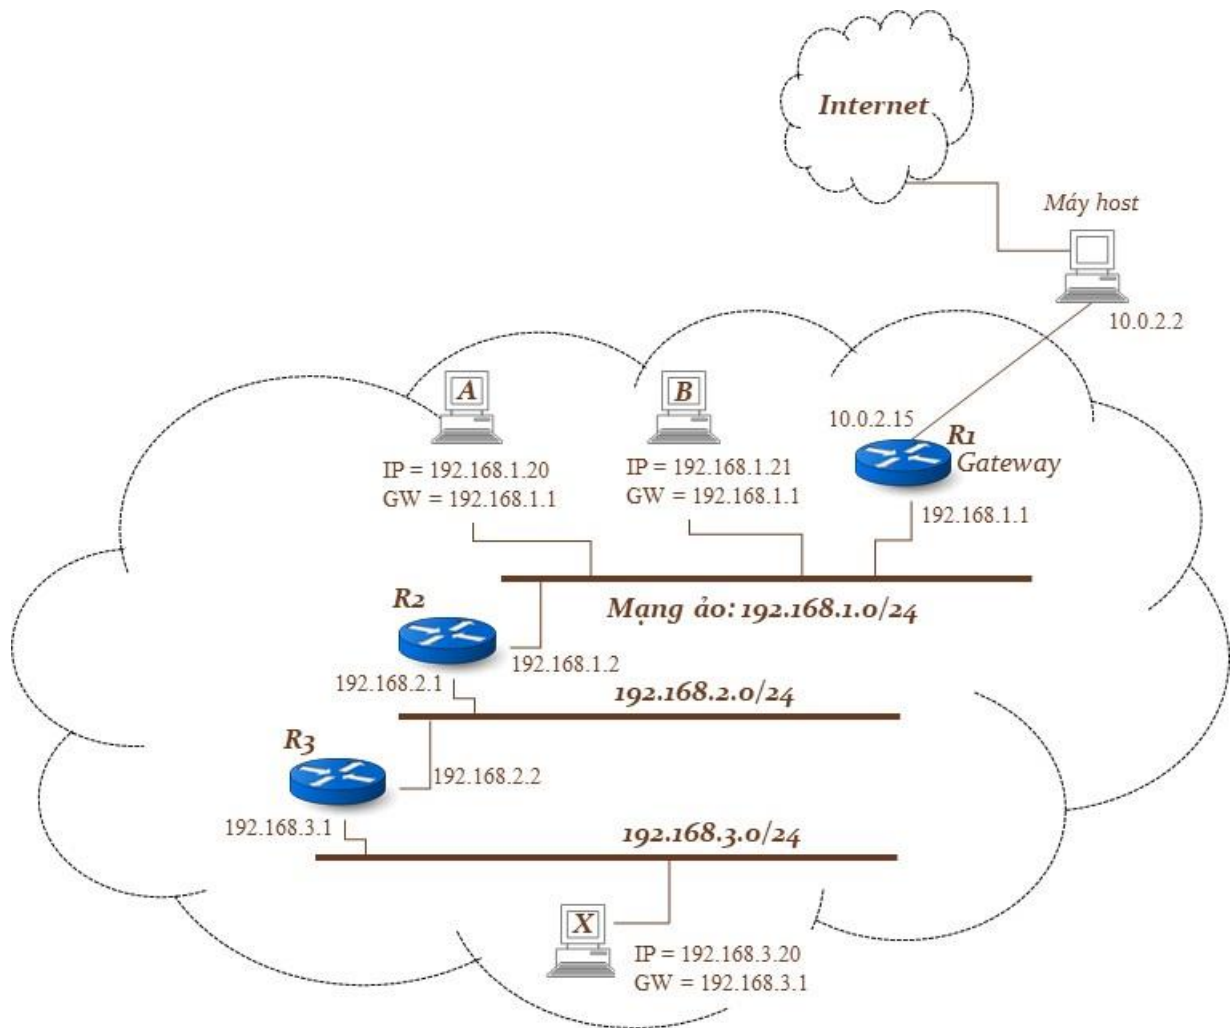 Internet
Máy host
10.0.2.2
A
B
10.0.2.15
R1
Gateway
IP = 192.168.1.20
GW = 192.168.1.1
IP = 192.168.1.21
GW = 192.168.1.1
192.168.1.1
R2
Mạng ảo: 192.168.1.0/24
192.168.1.2
192.168.2.1
192.168.2.0/24
R3
192.168.2.2
192.168.3.1
192.168.3.0/24
X
IP = 192.168.3.20
GW = 192.168.3.1